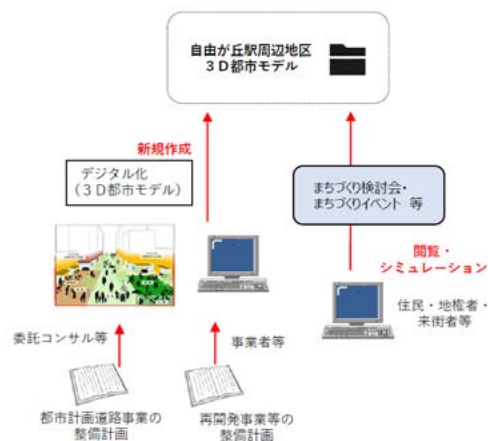 自由が丘駅周辺地区
3D都市モデル
新規作成
デジタル化
(3D都市モデル)
まちづくり検討会・
まちづくりイベント 等
閲覧・
シミュレーション
住民・地権者・
来街者等
委託コンサル等
事業者等
都市計画道路事業の
整備計画
再開発事業等の
整備計画